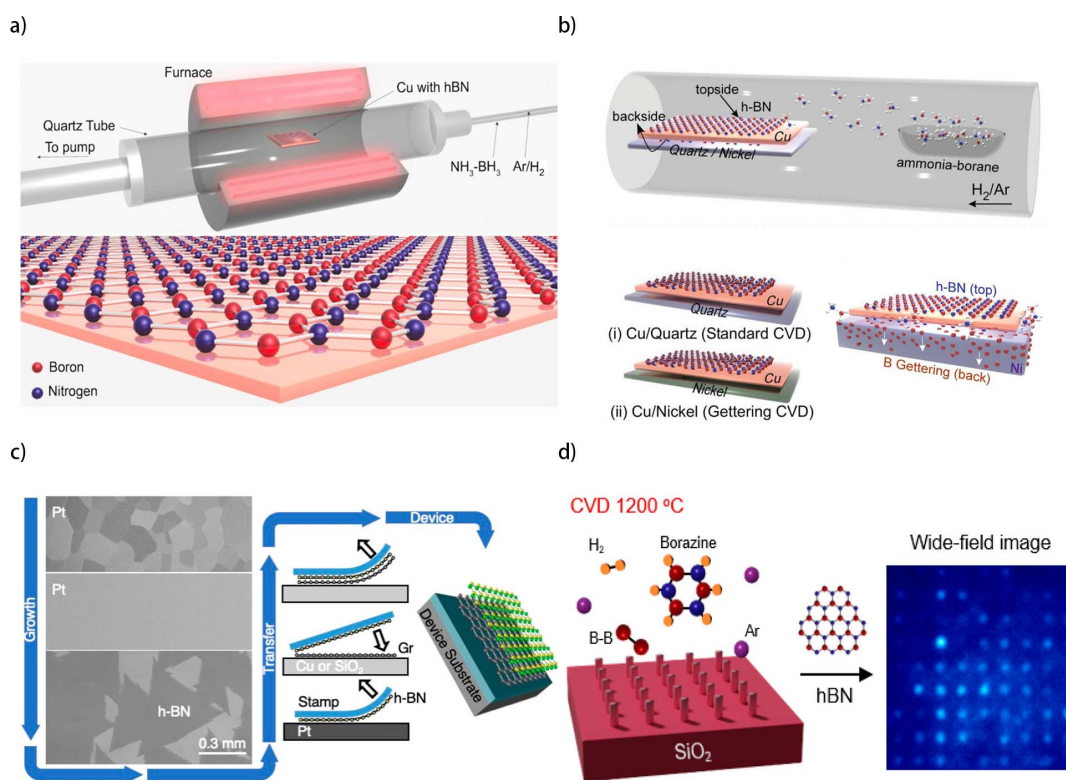 a)
Furnace
Cu with hBN
Quartz Tube
To pump
NH3-BH3
Ar/H2
Boron
Nitrogen
b)
topside
h-BN
backside
Cu
Quartz / Nickel
ammonia-borane
H2/Ar
Cu
Quartz
(i) Cu/Quartz (Standard CVD)
Cu
Nickel
(ii) Cu/Nickel (Gettering CVD)
h-BN (top)
Ni
B Gettering (back)
c)
Growth
Pt
Pt
h-BN
0.3 mm
Transfer
Device
Gr
Cu or SiO2
Stamp
h-BN
Pt
Device Substrate
d)
CVD 1200 ºC
H2
Borazine
B-B
Ar
SiO2
hBN
Wide-field image